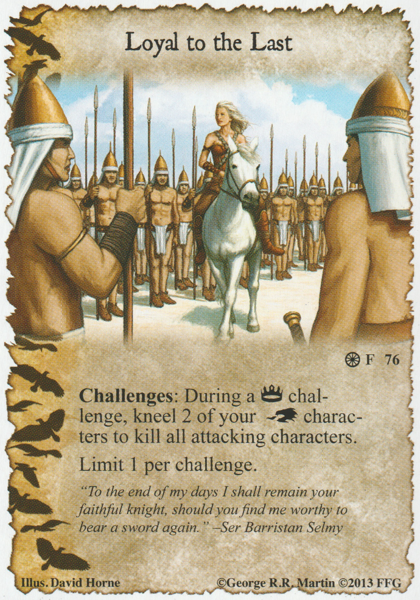 Loyal to the Last
F 76
Challenges: During a chal-
lenge, kneel 2 of your charac-
ters to kill all attacking characters.
Limit 1 per challenge.
“To the end of my days I shall remain your
faithful knight, should you find me worthy to
bear a sword again.” –Ser Barristan Selmy
Illus. David Horne ©George R.R. Martin ©2013 FFG